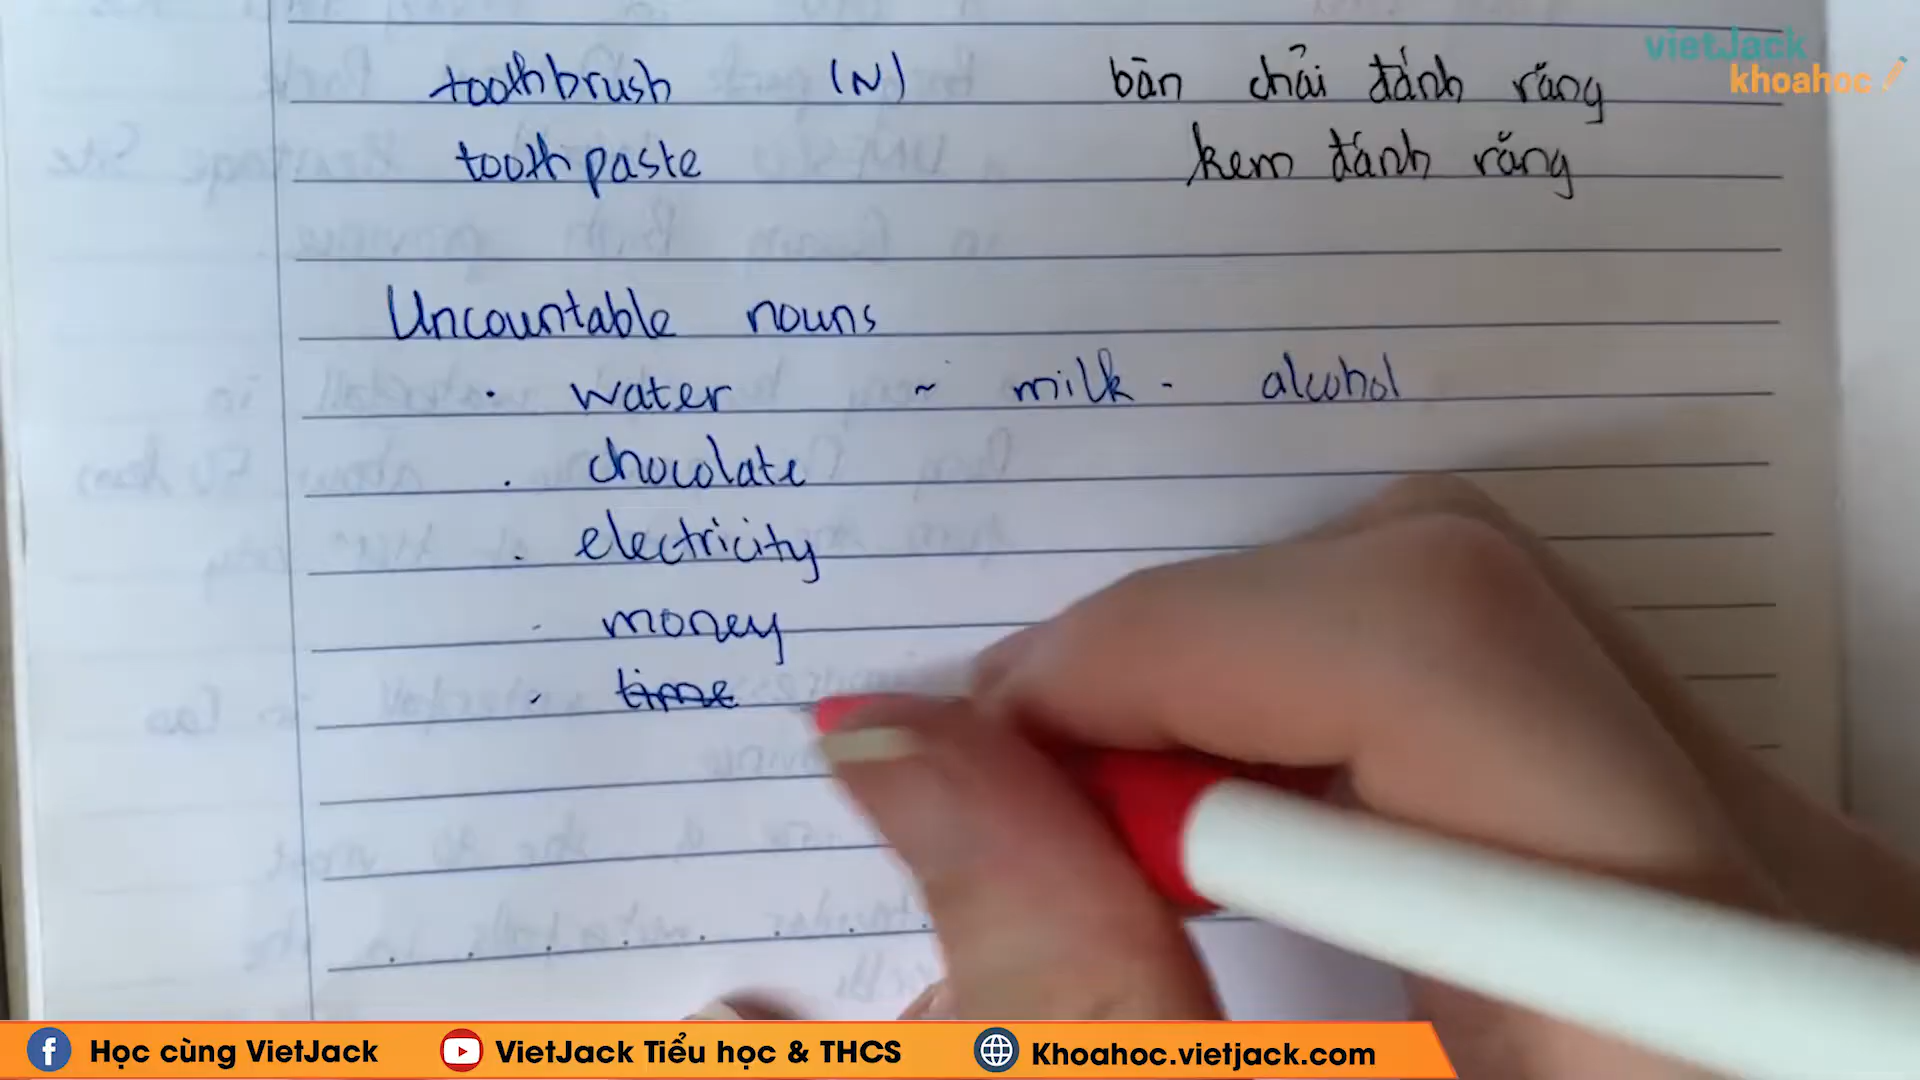 vietJack
khoahoc
toothbrush (N) bàn chải đánh răng
toothpaste kem đánh răng
Uncountable nouns
. water ~ milk - alcohol
. chocolate
. electricity
- money
- time
Học cùng VietJack
VietJack Tiểu học & THCS
Khoahoc.vietjack.com